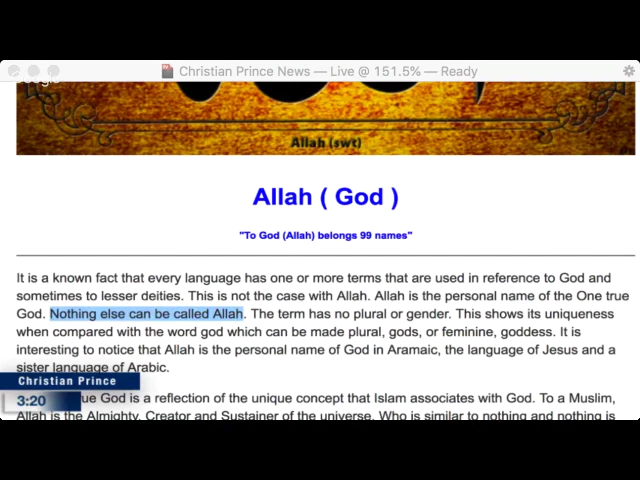 Christian Prince News — Live @ 151.5% — Ready
Allah (swt)
Allah ( God )
"To God (Allah) belongs 99 names"
It is a known fact that every language has one or more terms that are used in reference to God and
sometimes to lesser deities. This is not the case with Allah. Allah is the personal name of the One true
God. Nothing else can be called Allah. The term has no plural or gender. This shows its uniqueness
when compared with the word god which can be made plural, gods, or feminine, goddess. It is
interesting to notice that Allah is the personal name of God in Aramaic, the language of Jesus and a
sister language of Arabic.
Christian Prince
3:20
true God is a reflection of the unique concept that Islam associates with God. To a Muslim,
Allah is the Almighty, Creator and Sustainer of the universe, Who is similar to nothing and nothing is